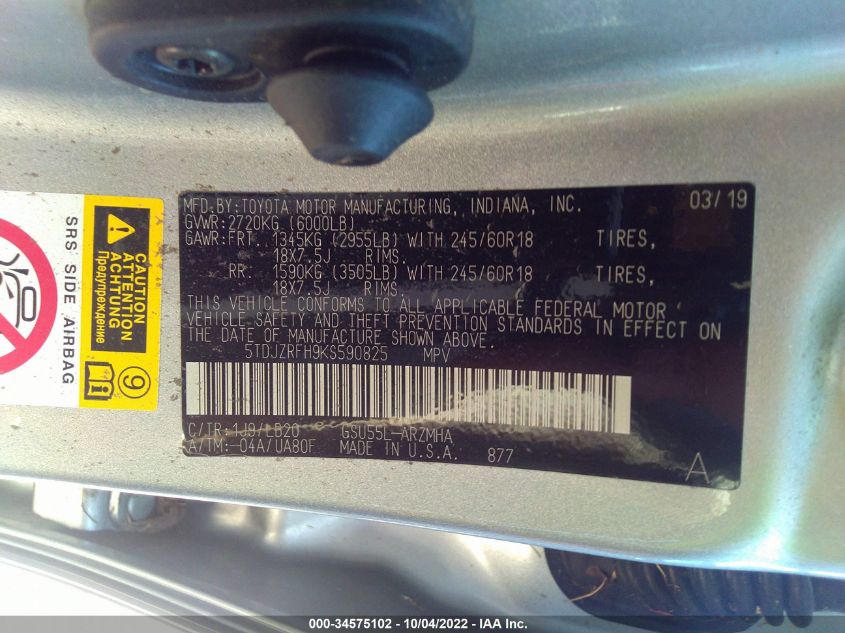 MFD.BY:TOYOTA MOTOR MANUFACTURING, INDIANA, INC. 03/19
GVWR:2720KG (6000LB)
GAWR:FRT. 1345KG (2955LB) WITH 245/60R18 TIRES,
18X7.5J RIMS.
RR: 1590KG (3505LB) WITH 245/60R18 TIRES,
18X7.5J RIMS.
THIS VEHICLE CONFORMS TO ALL APPLICABLE FEDERAL MOTOR
VEHICLE SAFETY AND THEFT PREVENTION STANDARDS IN EFFECT ON
THE DATE OF MANUFACTURE SHOWN ABOVE.
5TDJZRFH9KS590825 MPV
C/TR:1J9/LB20 GSU55L-ARZMHA
A/TM:-04A/UA80F MADE IN U.S.A. 877
A
SRS SIDE AIRBAG
CAUTION
ATTENTION
ACHTUNG
Предупреждение
9
i
000-34575102 - 10/04/2022 - IAA Inc.